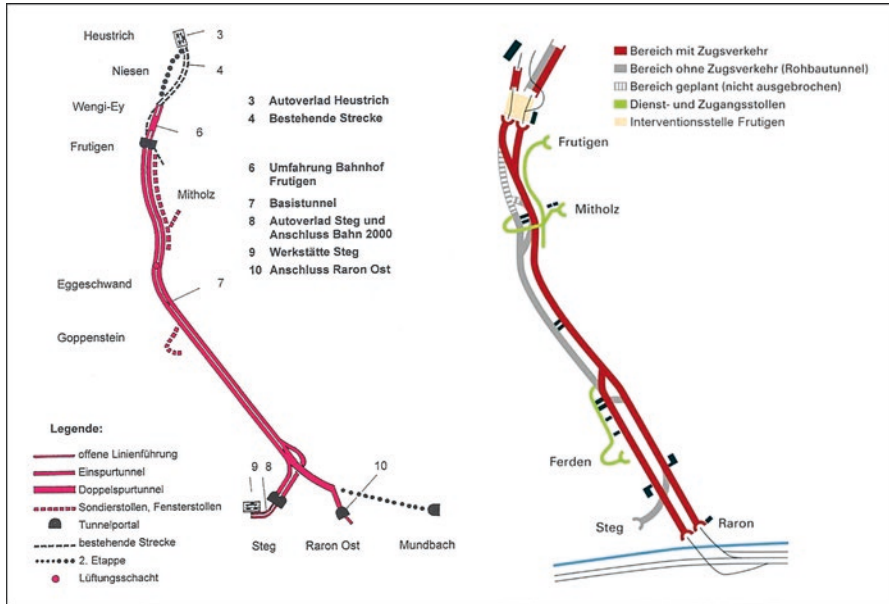 Heustrich
3
Niesen
4
Wengi-Ey
6
Frutigen
Mitholz
Eggeschwand
7
Goppenstein
3 Autoverlad Heustrich
4 Bestehende Strecke
6 Umfahrung Bahnhof
Frutigen
7 Basistunnel
8 Autoverlad Steg und
Anschluss Bahn 2000
9 Werkstätte Steg
10 Anschluss Raron Ost
Legende:
offene Linienführung
Einspurtunnel
Doppelspurtunnel
Sonderstollen, Fensterstollen
Tunnelportal
bestehende Strecke
2. Etappe
Lüftungsschacht
9 8
10
Steg
Raron Ost
Mundbach
Bereich mit Zugsverkehr
Bereich ohne Zugsverkehr (Rohbautunnel)
Bereich geplant (nicht ausgebrochen)
Dienst- und Zugangsstollen
Interventionsstelle Frutigen
Frutigen
Mitholz
Ferden
Steg
Raron